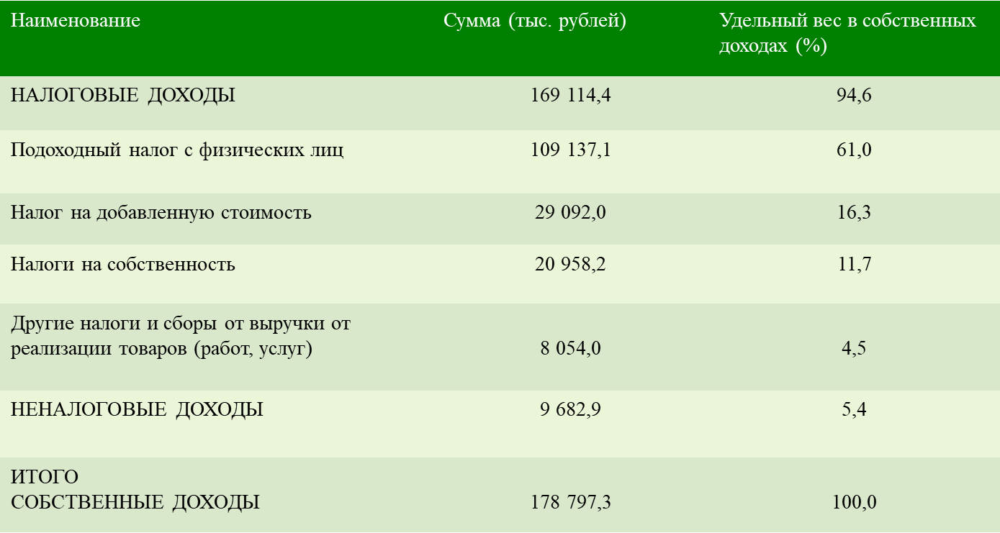 Наименование Сумма (тыс. рублей) Удельный вес в собственных
доходах (%)
НАЛОГОВЫЕ ДОХОДЫ 169 114,4 94,6
Подоходный налог с физических лиц 109 137,1 61,0
Налог на добавленную стоимость 29 092,0 16,3
Налоги на собственность 20 958,2 11,7
Другие налоги и сборы от выручки от
реализации товаров (работ, услуг) 8 054,0 4,5
НЕНАЛОГОВЫЕ ДОХОДЫ 9 682,9 5,4
ИТОГО
СОБСТВЕННЫЕ ДОХОДЫ 178 797,3 100,0